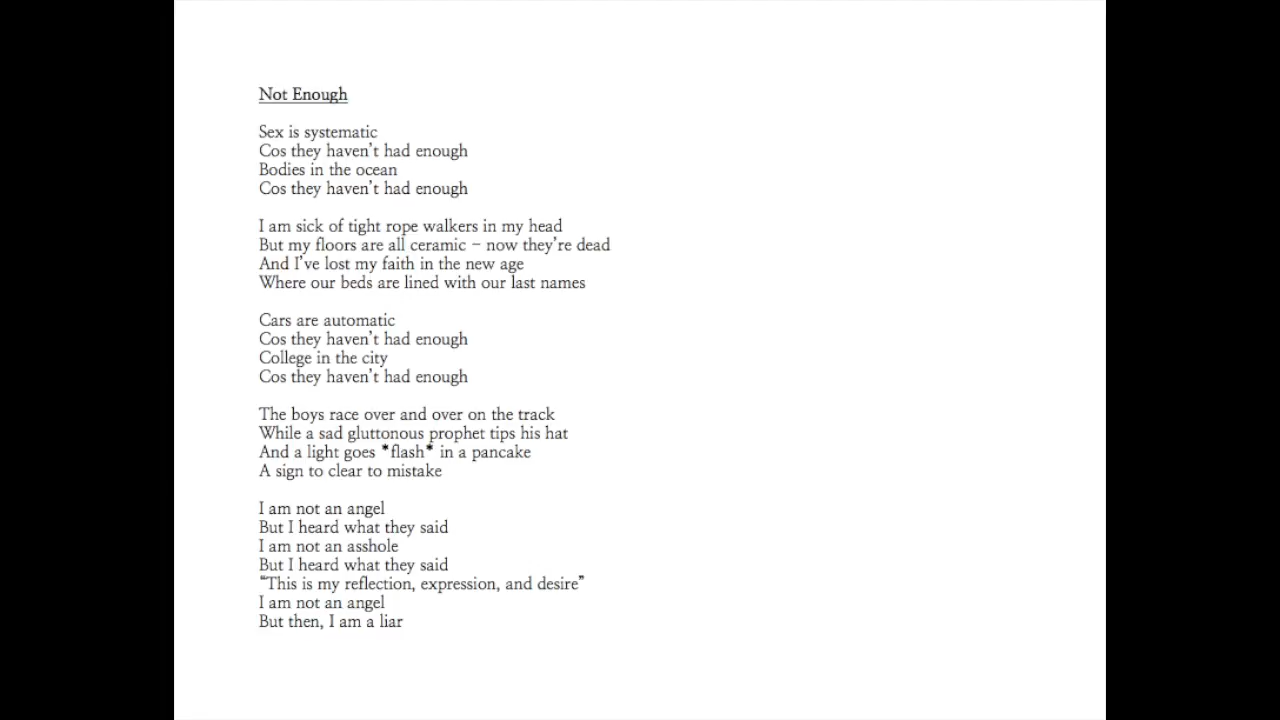 Not Enough
Sex is systematic
Cos they haven't had enough
Bodies in the ocean
Cos they haven't had enough
I am sick of tight rope walkers in my head
But my floors are all ceramic – now they're dead
And I've lost my faith in the new age
Where our beds are lined with our last names
Cars are automatic
Cos they haven't had enough
College in the city
Cos they haven't had enough
The boys race over and over on the track
While a sad gluttonous prophet tips his hat
And a light goes *flash* in a pancake
A sign to clear to mistake
I am not an angel
But I heard what they said
I am not an asshole
But I heard what they said
“This is my reflection, expression, and desire”
I am not an angel
But then, I am a liar